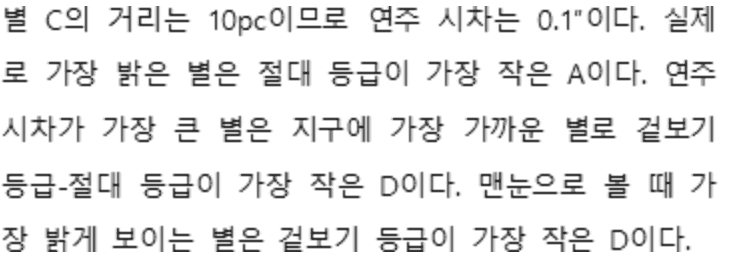 별 C의 거리는 10pc이므로 연주 시차는 0.1"이다. 실제
로 가장 밝은 별은 절대 등급이 가장 작은 A이다. 연주
시차가 가장 큰 별은 지구에 가장 가까운 별로 겉보기
등급-절대 등급이 가장 작은 D이다. 맨눈으로 볼 때 가
장 밝게 보이는 별은 겉보기 등급이 가장 작은 D이다.